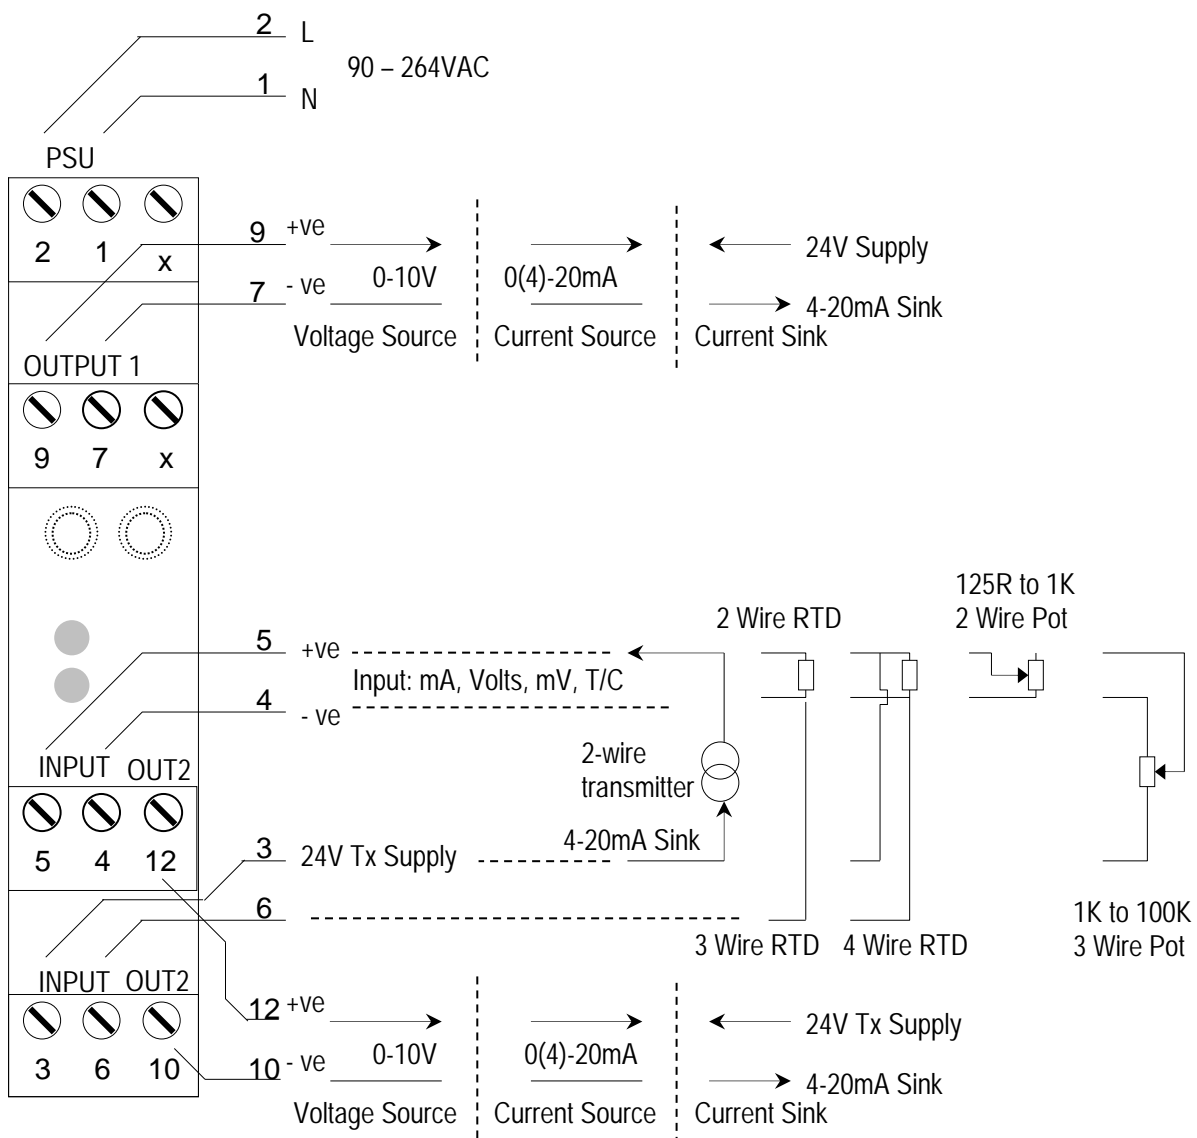 2 L
90 – 264VAC
1 N
PSU
2 1 x
9 +ve
24V Supply
0-10V 0(4)-20mA
7 - ve
4-20mA Sink
Voltage Source Current Source Current Sink
OUTPUT 1
9 7 x
125R to 1K
2 Wire RTD 2 Wire Pot
5 +ve
Input: mA, Volts, mV, T/C
4 - ve
2-wire
transmitter
INPUT OUT2
4-20mA Sink
5 4 12
3 24V Tx Supply
6
1K to 100K
3 Wire RTD 4 Wire RTD 3 Wire Pot
INPUT OUT2
12 +ve
24V Tx Supply
0-10V 0(4)-20mA
3 6 10
10 - ve
4-20mA Sink
Voltage Source Current Source Current Sink